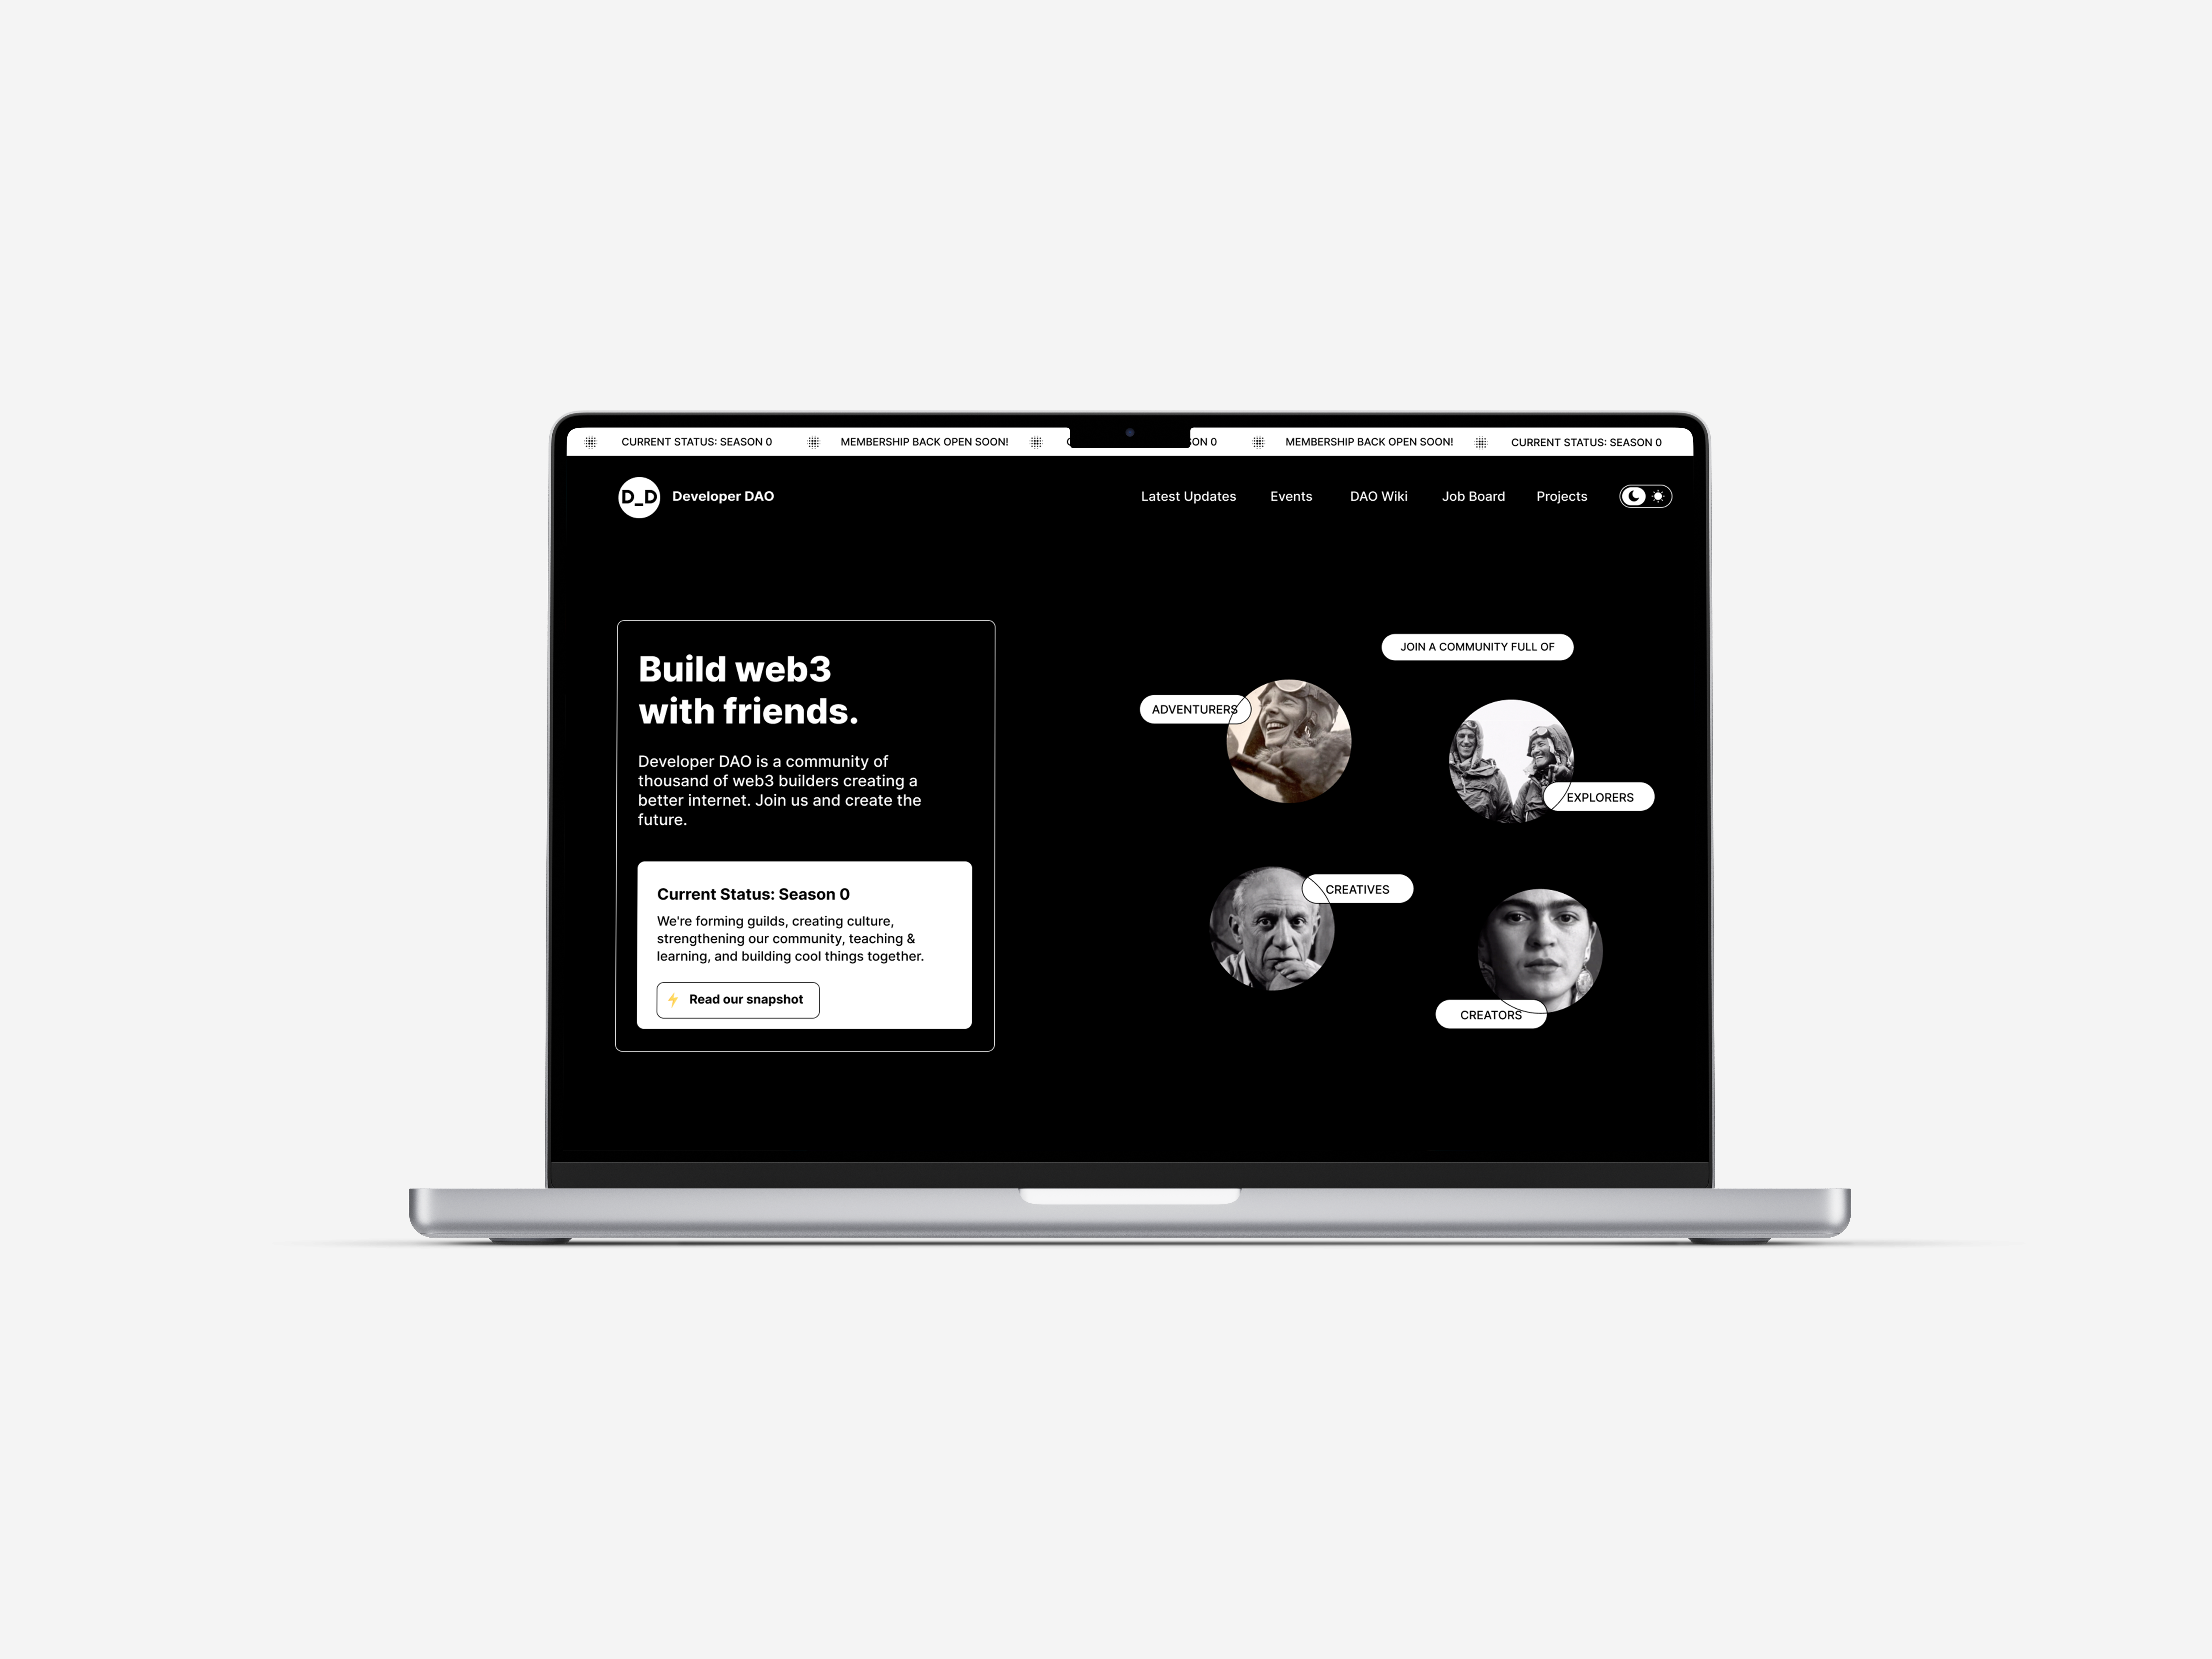 CURRENT STATUS: SEASON 0 MEMBERSHIP BACK OPEN SOON! ON 0 MEMBERSHIP BACK OPEN SOON! CURRENT STATUS: SEASON 0
D_D Developer DAO Latest Updates Events DAO Wiki Job Board Projects
Build web3
with friends.
Developer DAO is a community of
thousand of web3 builders creating a
better internet. Join us and create the
future.
Current Status: Season 0
We're forming guilds, creating culture,
strengthening our community, teaching &
learning, and building cool things together.
Read our snapshot
JOIN A COMMUNITY FULL OF
ADVENTURERS
EXPLORERS
CREATIVES
CREATORS